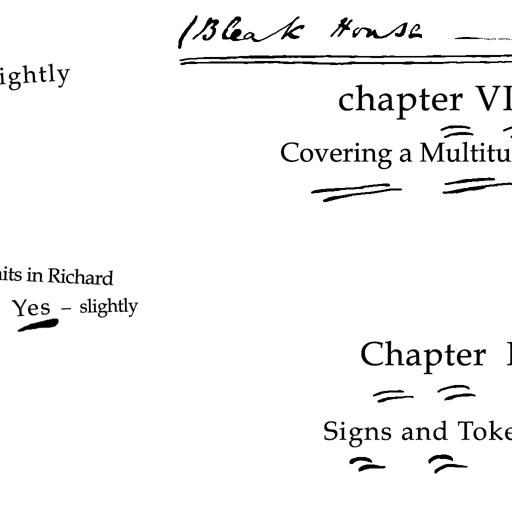 (Bleak House
ightly
chapter VI
Covering a Multitu
its in Richard
Yes – slightly
Chapter
Signs and Toke